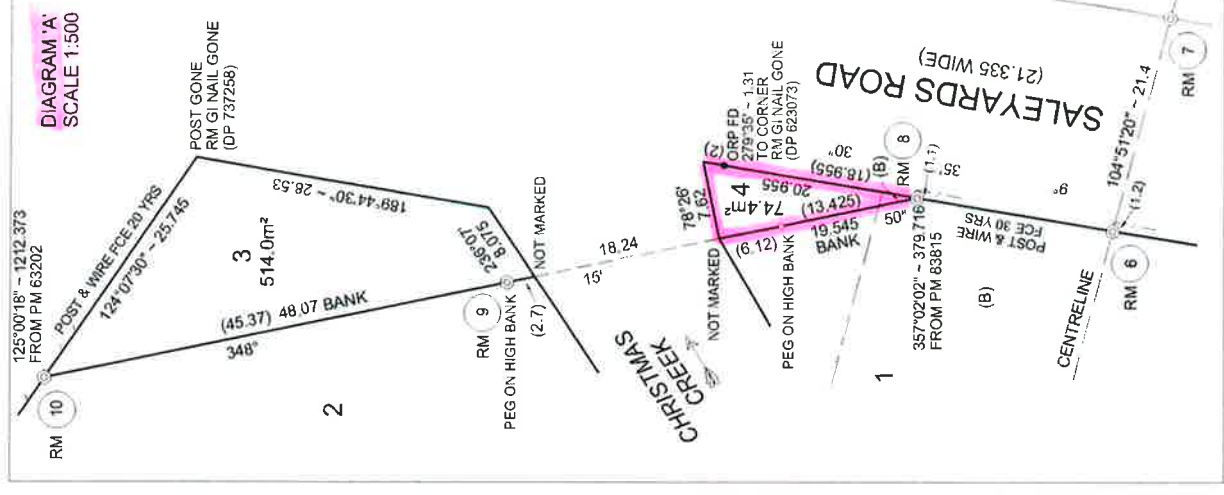 DIAGRAM 'A'
SCALE 1:500
125°00'18" ~ 1212.373
FROM PM 63202
RM 10
POST & WIRE FCE 20 YRS
124°07'30" ~ 25.745
POST GONE
RM GI NAIL GONE
(DP 737258)
3
514.0m²
189°44'30" ~ 28.53
(45.37) 48.07 BANK
348°
2
236°07'
8.075
RM 9
PEG ON HIGH BANK
(2.7)
NOT MARKED
15'
18.24
CHRISTMAS
CREEK
NOT MARKED
78°26'
7.62
(2)
ORP FD
279°35' ~ 1.31
TO CORNER
RM GI NAIL GONE
(DP 623073)
4
74.4m²
20.955
(18.955)
30"
(6.12)
(13.425)
19.545
BANK
50"
PEG ON HIGH BANK
(B)
RM 8
(1.1)
35'
SALEYARDS ROAD
(21.335 WIDE)
1
357°02'02" ~ 379.716
FROM PM 83815
POST & WIRE
FCE 30 YRS
9°
(B)
(1.2)
104°51'20" ~ 21.4
CENTRELINE
RM 6
RM 7